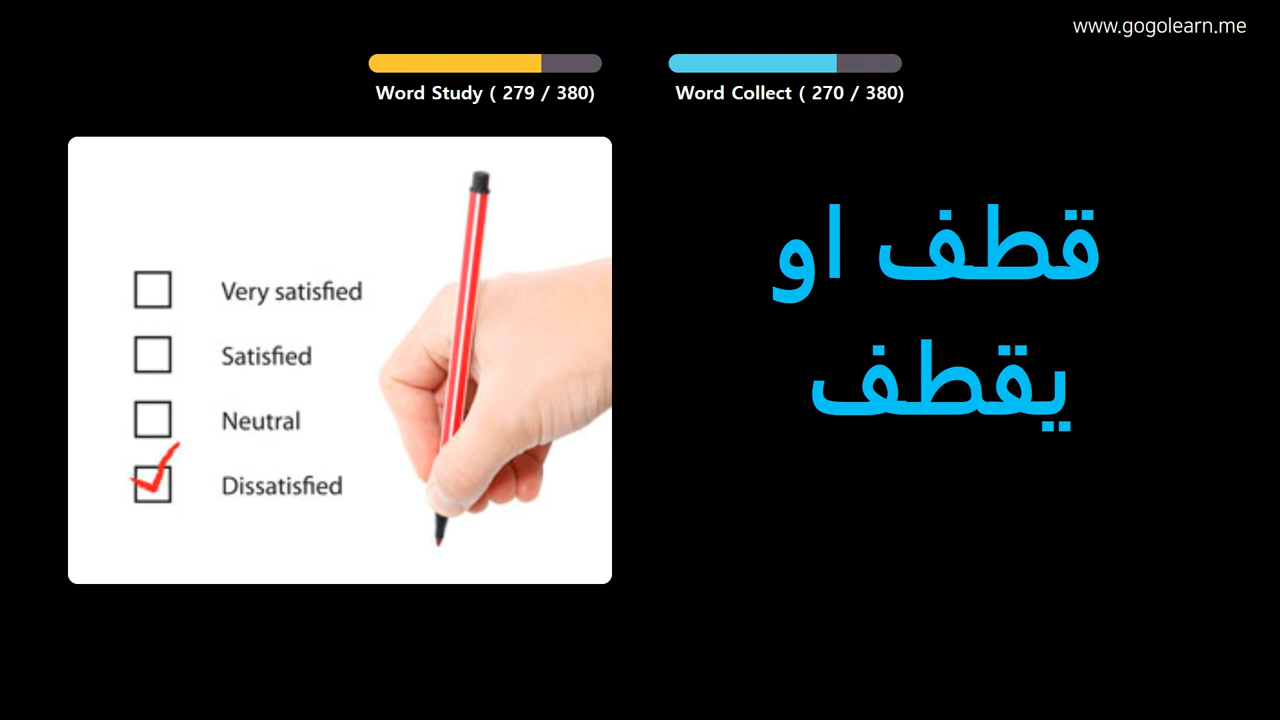 www.gogolearn.me
Word Study ( 279 / 380)
Word Collect ( 270 / 380)
Very satisfied
Satisfied
Neutral
Dissatisfied
قطف او
يقطف